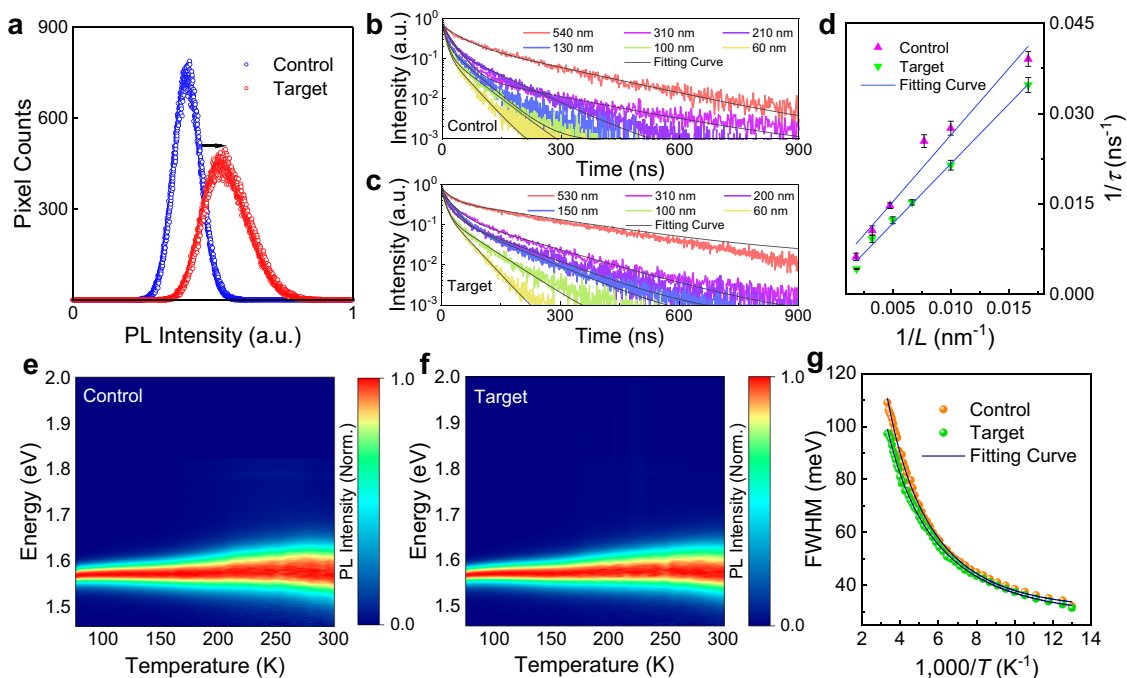 a
900
600
300
Pixel Counts
Control
Target
0
1
PL Intensity (a.u.)
b
10⁰
10⁻¹
10⁻²
10⁻³
Intensity (a.u.)
540 nm 310 nm 210 nm
130 nm 100 nm 60 nm
Fitting Curve
Control
0 300 600 900
Time (ns)
c
10⁰
10⁻¹
10⁻²
10⁻³
Intensity (a.u.)
530 nm 310 nm 200 nm
150 nm 100 nm 60 nm
Fitting Curve
Target
0 300 600 900
Time (ns)
d
Control
Target
Fitting Curve
0.045
0.030
0.015
0.000
1/τ (ns⁻¹)
0.005 0.010 0.015
1/L (nm⁻¹)
e
2.0
1.9
1.8
1.7
1.6
1.5
Energy (eV)
Control
100 150 200 250 300
Temperature (K)
1.0
0.0
PL Intensity (Norm.)
f
2.0
1.9
1.8
1.7
1.6
1.5
Energy (eV)
Target
100 150 200 250 300
Temperature (K)
1.0
0.0
PL Intensity (Norm.)
g
120
100
80
60
40
FWHM (meV)
Control
Target
Fitting Curve
2 4 6 8 10 12 14
1,000/T (K⁻¹)